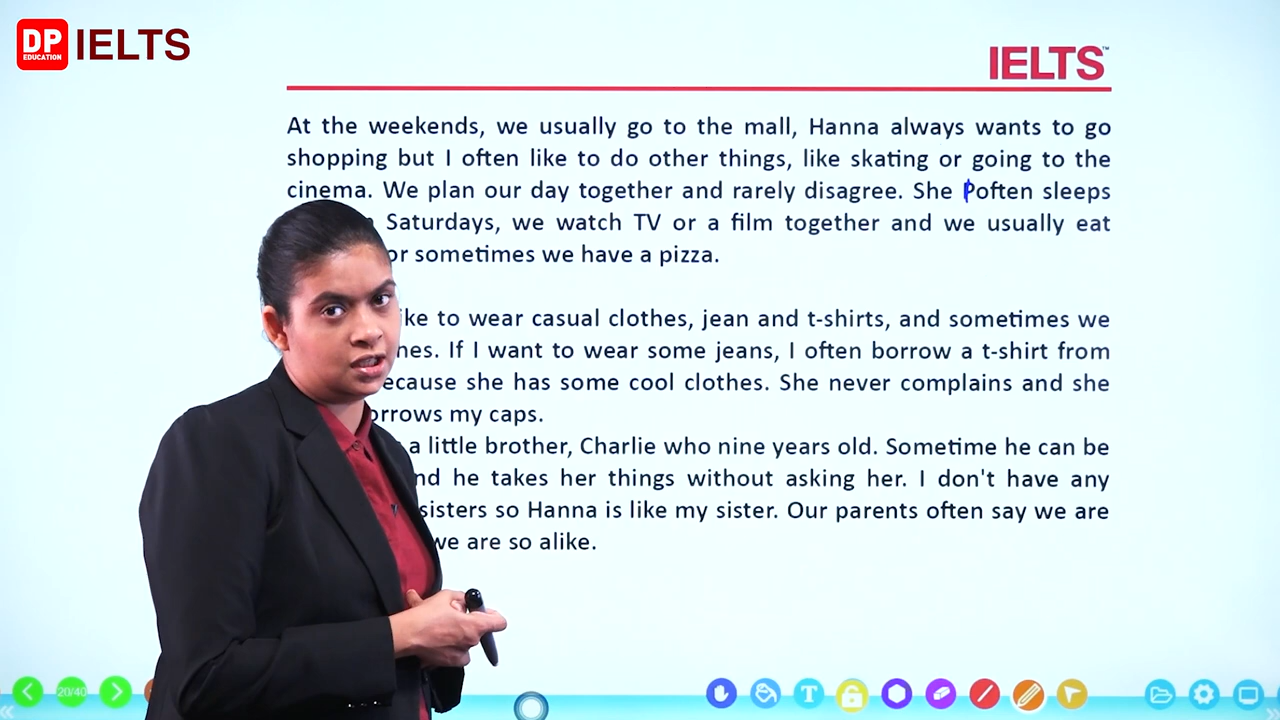 DP
EDUCATION
IELTS
IELTS™
At the weekends, we usually go to the mall, Hanna always wants to go
shopping but I often like to do other things, like skating or going to the
cinema. We plan our day together and rarely disagree. She often sleeps
Saturdays, we watch TV or a film together and we usually eat
or sometimes we have a pizza.
to wear casual clothes, jean and t-shirts, and sometimes we
If I want to wear some jeans, I often borrow a t-shirt from
she has some cool clothes. She never complains and she
my caps.
a little brother, Charlie who nine years old. Sometime he can be
he takes her things without asking her. I don't have any
sisters so Hanna is like my sister. Our parents often say we are
we are so alike.
20/40
T